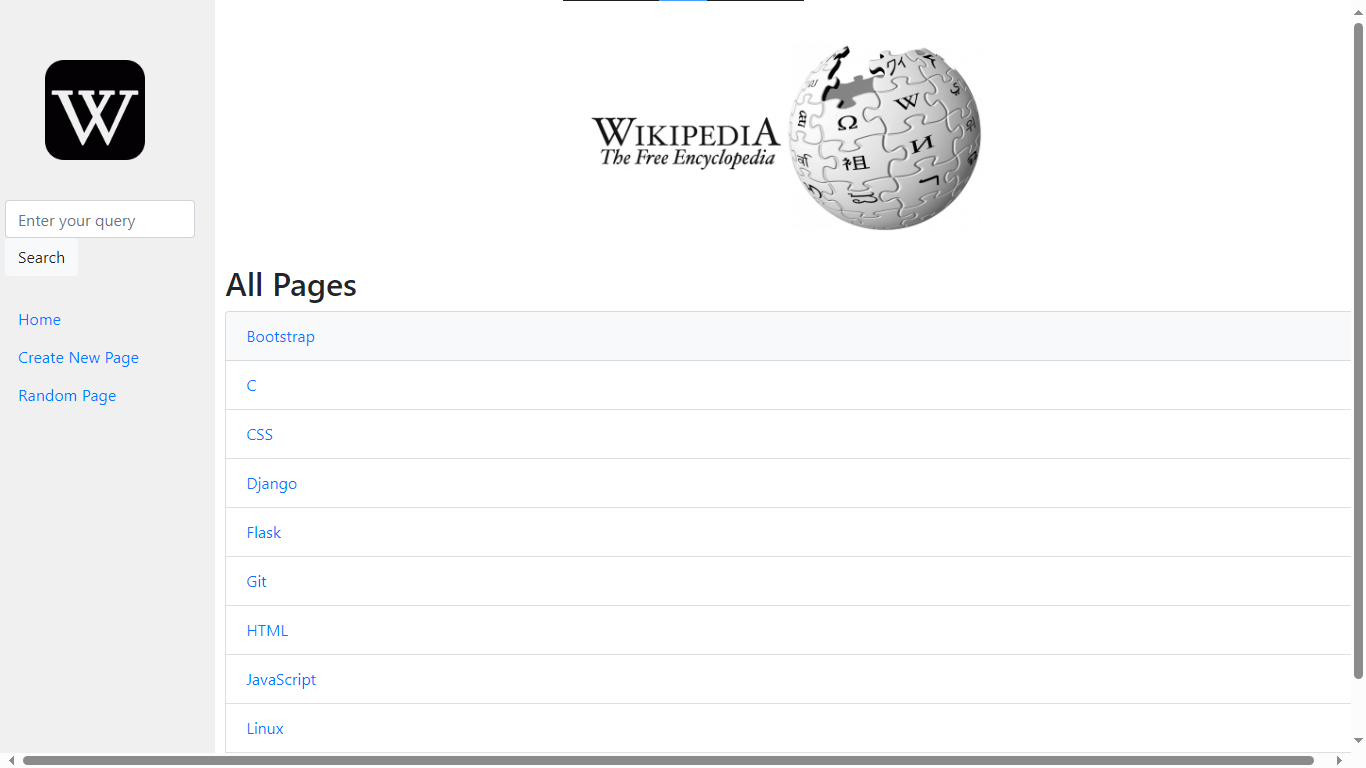 W
WIKIPEDIA
The Free Encyclopedia
Ω
W
И
祖
Enter your query
Search
Home
Create New Page
Random Page
All Pages
Bootstrap
C
CSS
Django
Flask
Git
HTML
JavaScript
Linux